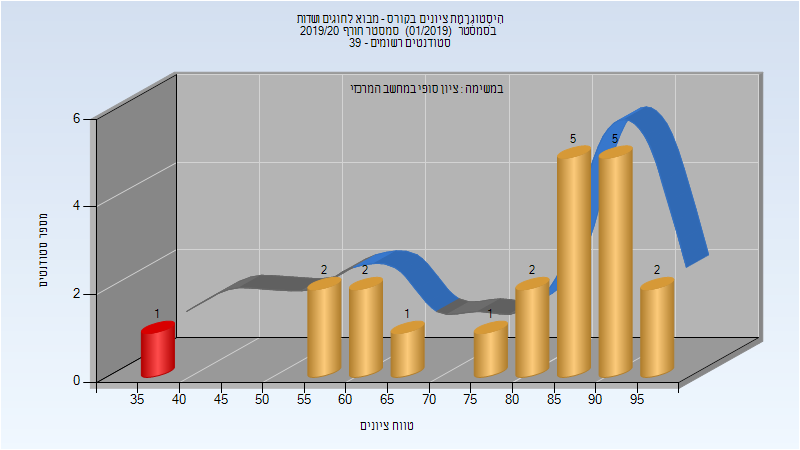 היסטוגרמת ציונים בקורס - מבוא לחוגים ושדות
בסמסטר (01/2019) סמסטר חורף 2019/20
סטודנטים רשומים - 39
במשימה : ציון סופי במחשב המרכזי
מספר סטודנטים
6
4
2
0
1
2
2
1
1
2
5
5
2
35 40 45 50 55 60 65 70 75 80 85 90 95
טווח ציונים